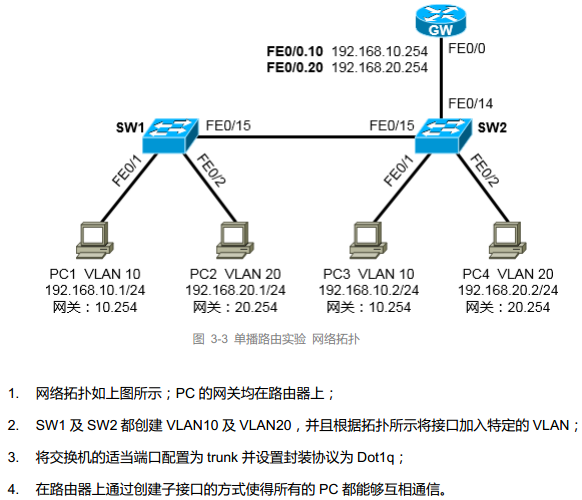 GW
FE0/0
FE0/0.10 192.168.10.254
FE0/0.20 192.168.20.254
FE0/14
SW1
FE0/15
FE0/15
SW2
FE0/1
FE0/2
FE0/1
FE0/2
PC1 VLAN 10
192.168.10.1/24
网关：10.254
PC2 VLAN 20
192.168.20.1/24
网关：20.254
PC3 VLAN 10
192.168.10.2/24
网关：10.254
PC4 VLAN 20
192.168.20.2/24
网关：20.254
图 3-3 单播路由实验 网络拓扑
1. 网络拓扑如上图所示；PC 的网关均在路由器上；
2. SW1 及 SW2 都创建 VLAN10 及 VLAN20，并且根据拓扑所示将接口加入特定的 VLAN；
3. 将交换机的适当端口配置为 trunk 并设置封装协议为 Dot1q；
4. 在路由器上通过创建子接口的方式使得所有的 PC 都能够互相通信。